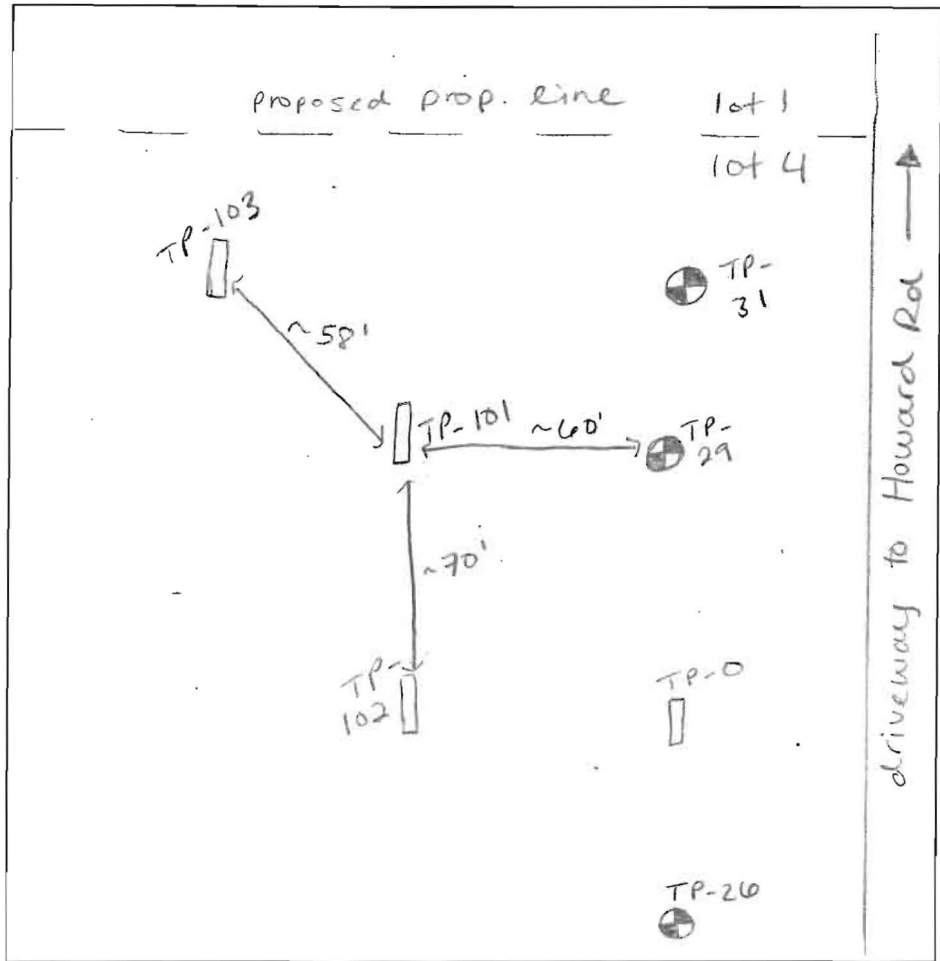 proposed prop. line
lot 1
lot 4
TP-103
TP-
31
~58'
TP-101
~60'
TP-
29
~70'
TP-
102
TP-0
TP-26
driveway to Howard Rd